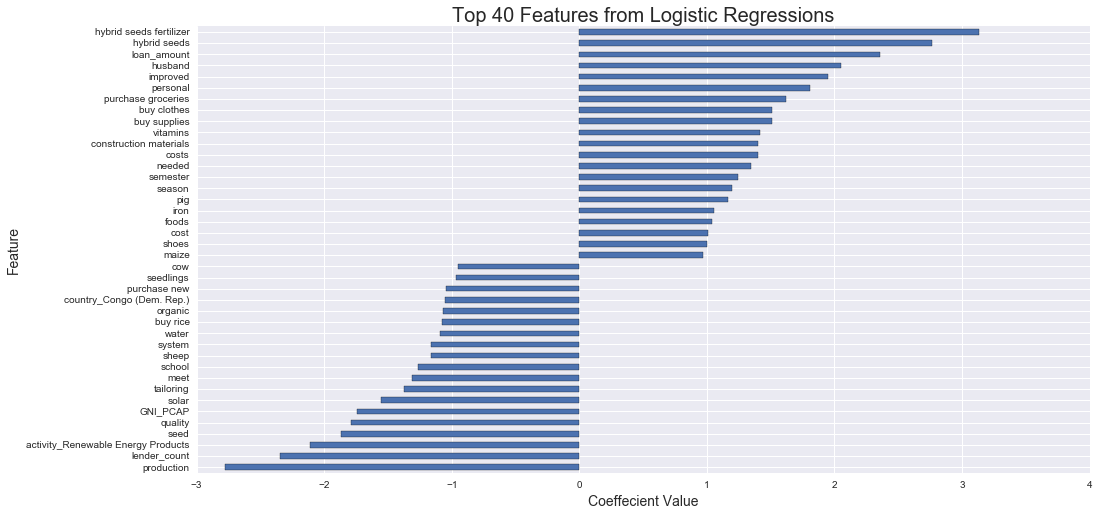 Top 40 Features from Logistic Regressions
hybrid seeds fertilizer
hybrid seeds
loan_amount
husband
improved
personal
purchase groceries
buy clothes
buy supplies
vitamins
construction materials
costs
needed
semester
season
pig
iron
foods
cost
shoes
maize
cow
seedlings
purchase new
country_Congo (Dem. Rep.)
organic
buy rice
water
system
sheep
school
meet
tailoring
solar
GNI_PCAP
quality
seed
activity_Renewable Energy Products
lender_count
production
Feature
−3 −2 −1 0 1 2 3 4
Coeffecient Value